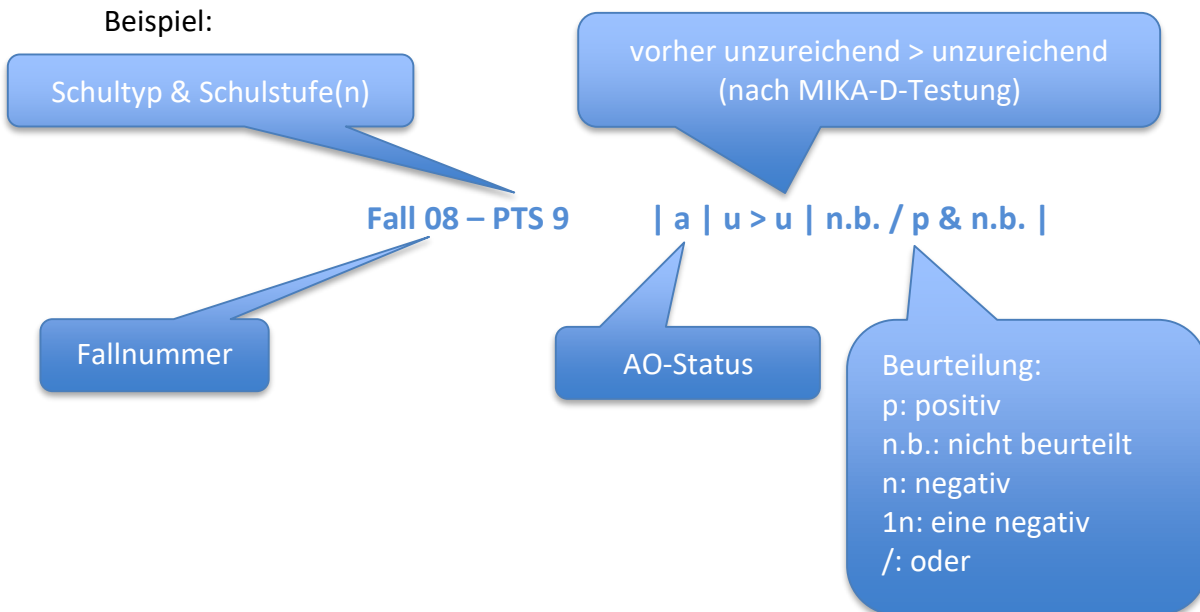 Beispiel:
Schultyp & Schulstufe(n)
vorher unzureichend > unzureichend
(nach MIKA-D-Testung)
Fall 08 – PTS 9 | a | u > u | n.b. / p & n.b. |
Fallnummer
AO-Status
Beurteilung:
p: positiv
n.b.: nicht beurteilt
n: negativ
1n: eine negativ
/: oder